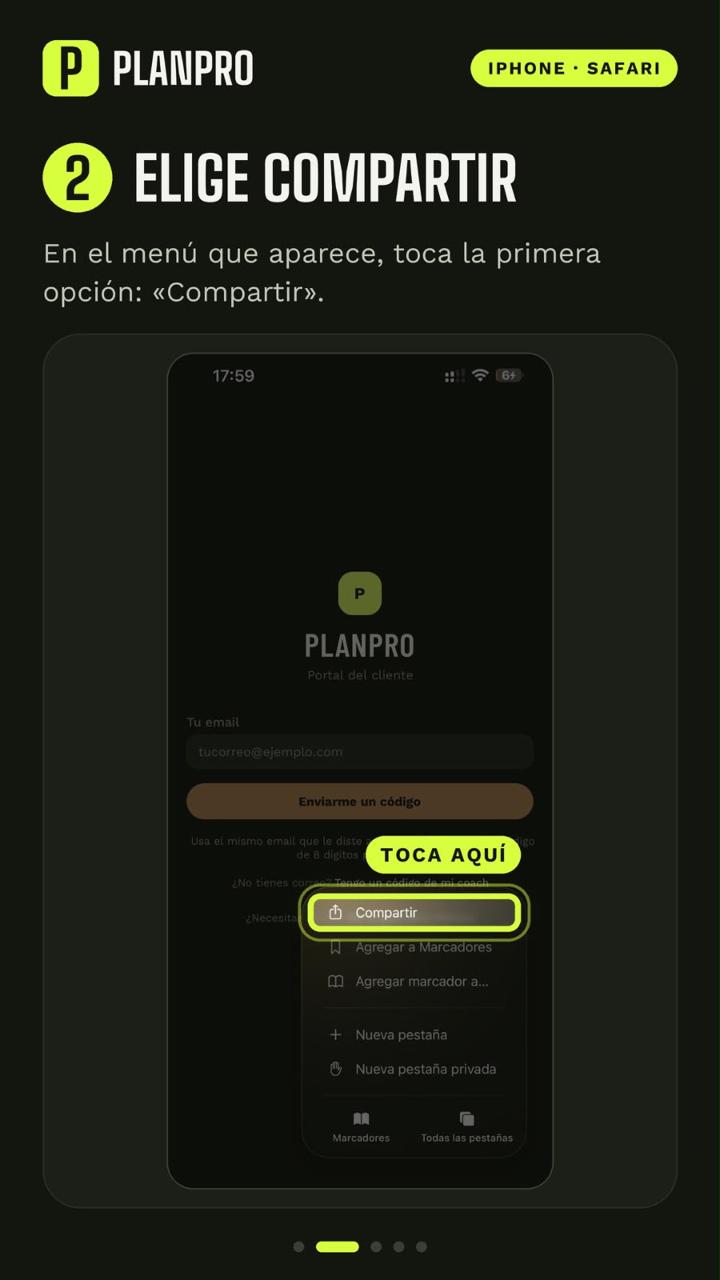 P PLANPRO
IPHONE · SAFARI
2 ELIGE COMPARTIR
En el menú que aparece, toca la primera
opción: «Compartir».
17:59
6
P
PLANPRO
Portal del cliente
Tu email
tucorreo@ejemplo.com
Enviarme un código
Usa el mismo email que le diste
de 8 dígitos
TOCA AQUÍ
¿No tienes correo? Tengo un código de mi coach
Compartir
Agregar a Marcadores
Agregar marcador a...
Nueva pestaña
Nueva pestaña privada
Marcadores
Todas las pestañas